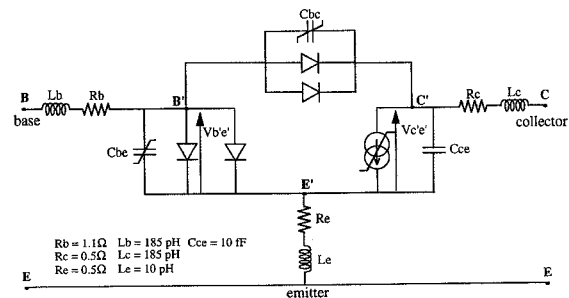 Cbc
B
Lb
Rb
B'
C'
Rc
Lc
C
base
collector
Cbe
Vb'e'
Vc'e'
Cce
E'
Re
Rb = 1.1Ω Lb = 185 pH Cce = 10 fF
Rc = 0.5Ω Lc = 185 pH
Re = 0.5Ω Le = 10 pH
Le
E
E
emitter